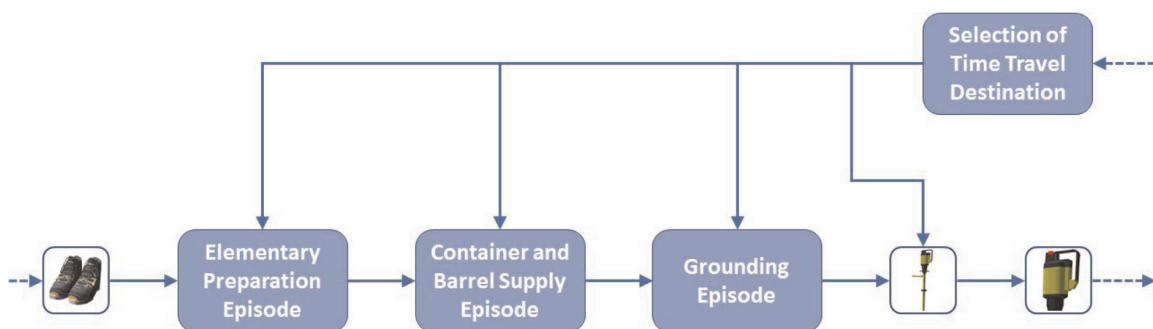 Selection of
Time Travel
Destination
Elementary
Preparation
Episode
Container and
Barrel Supply
Episode
Grounding
Episode